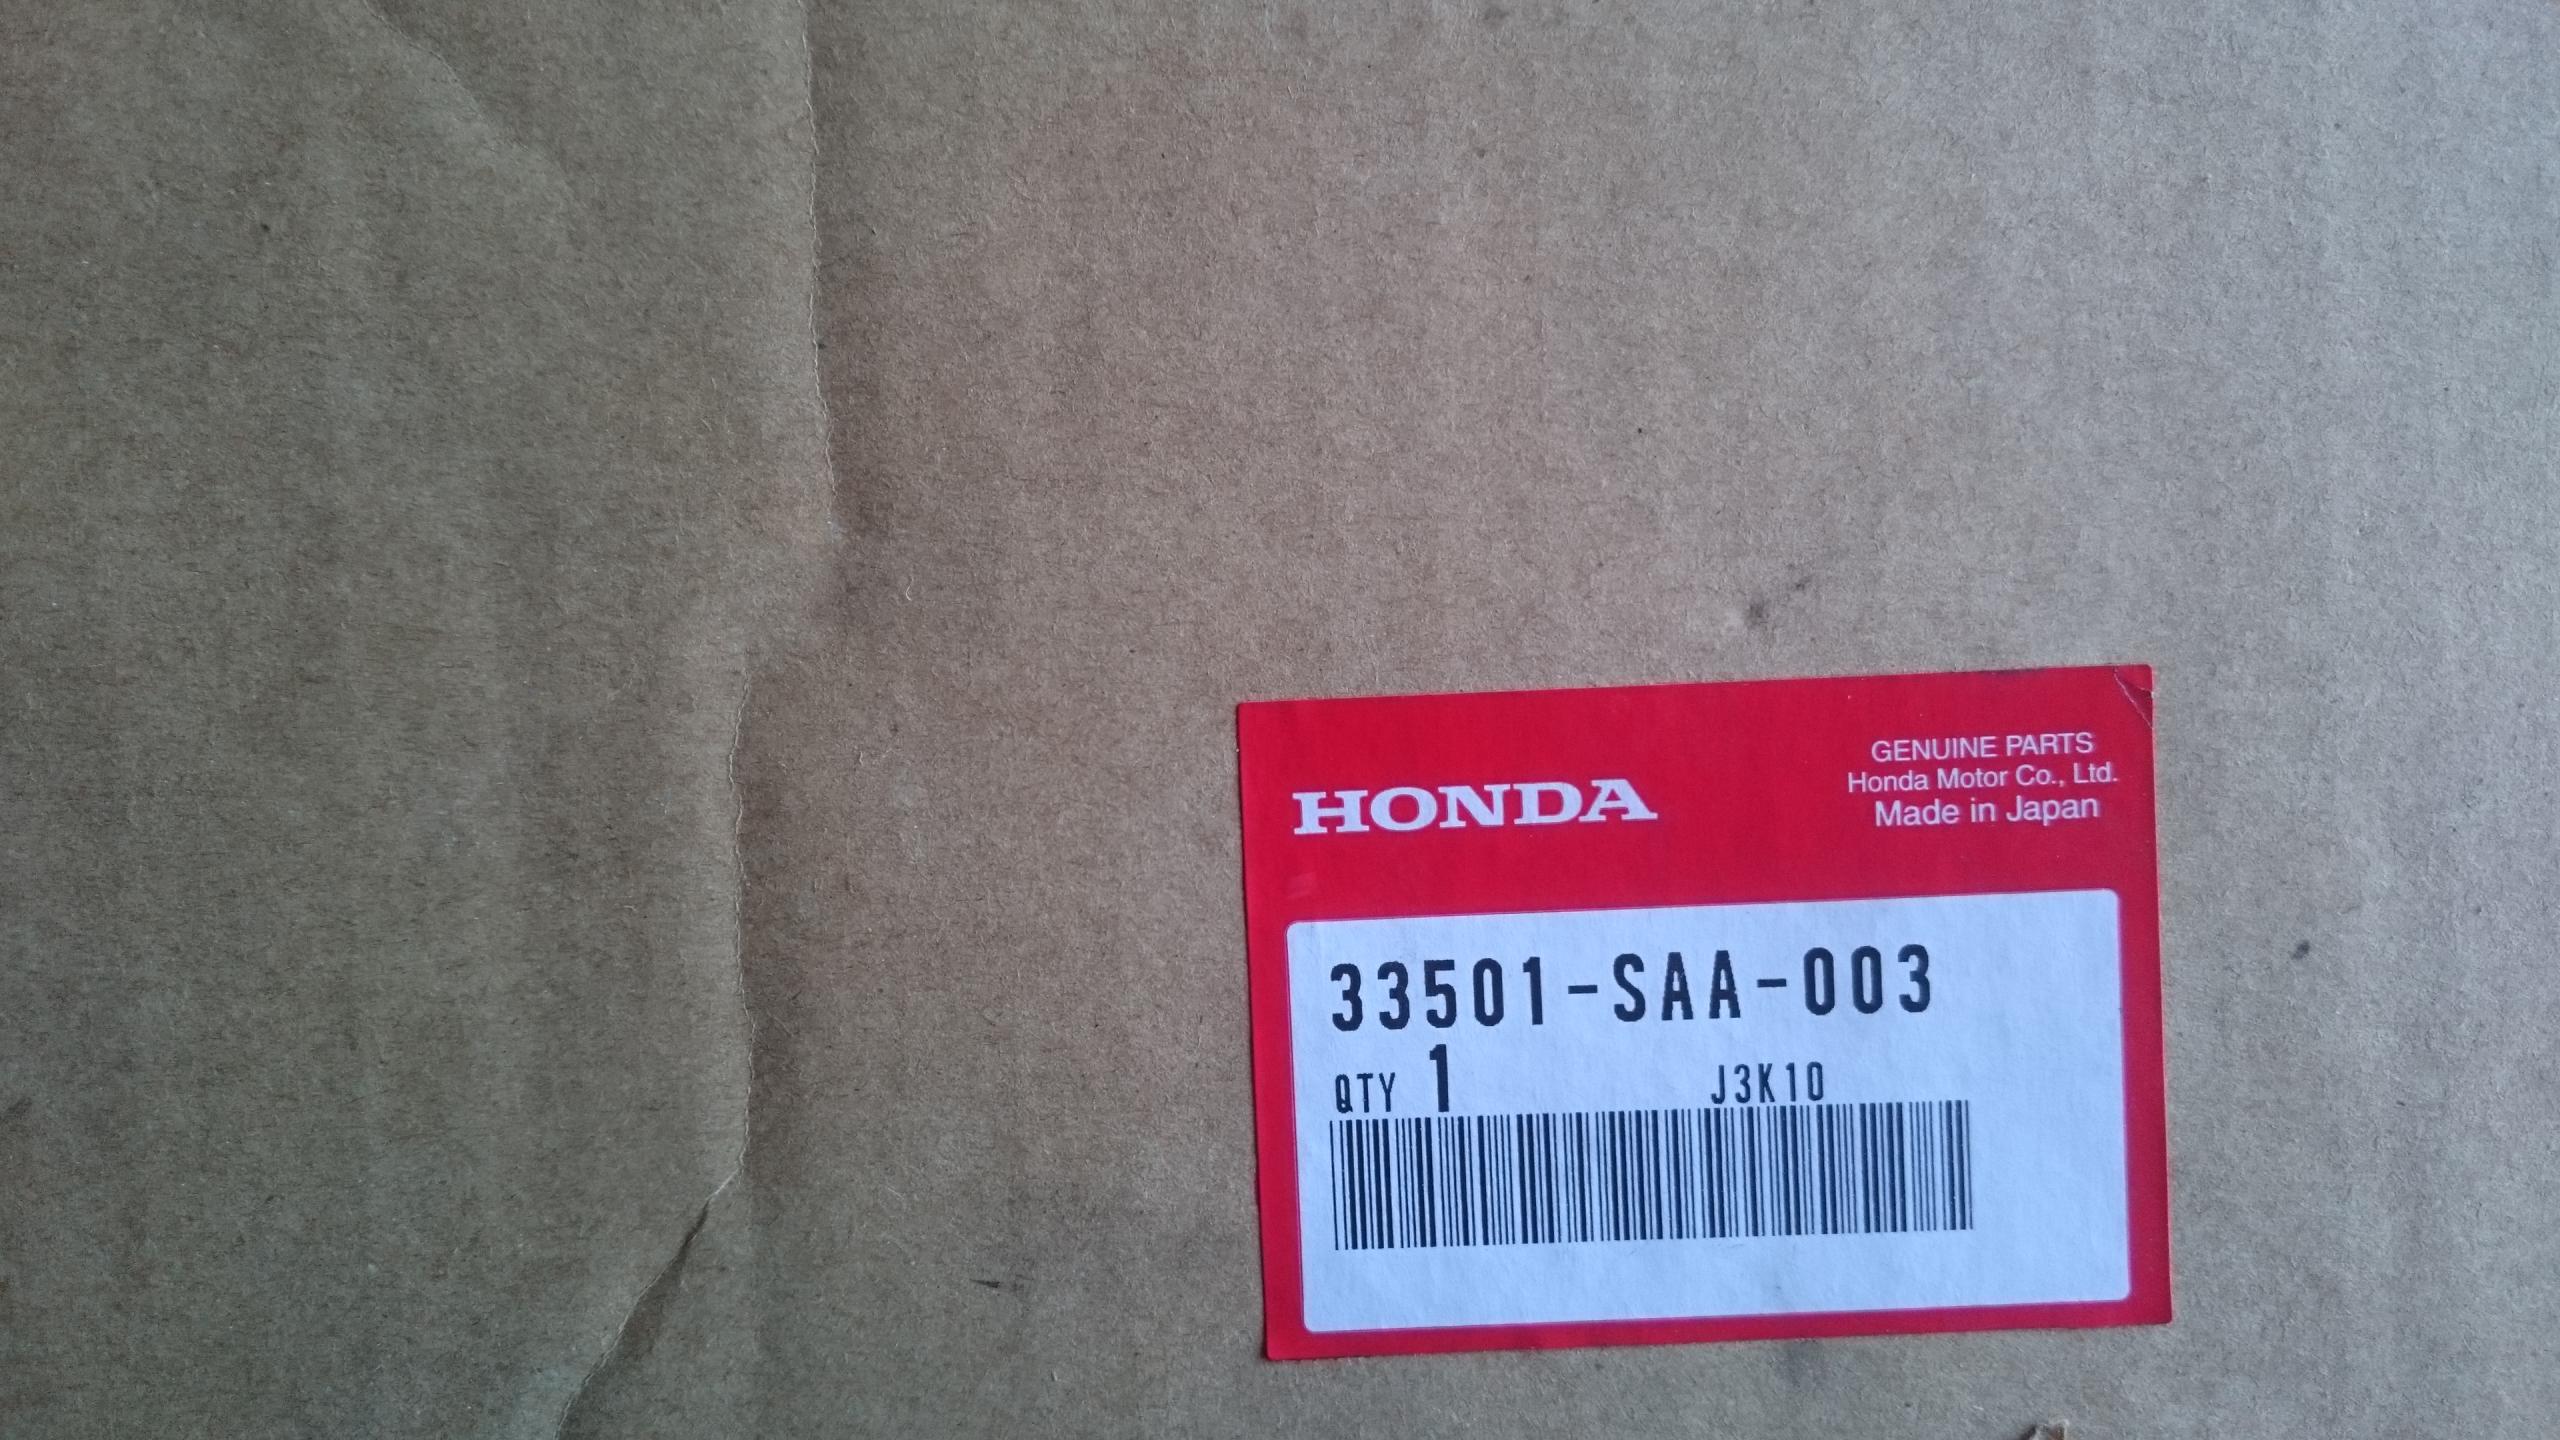 HONDA
GENUINE PARTS
Honda Motor Co., Ltd.
Made in Japan
33501-SAA-003
QTY 1 J3K10